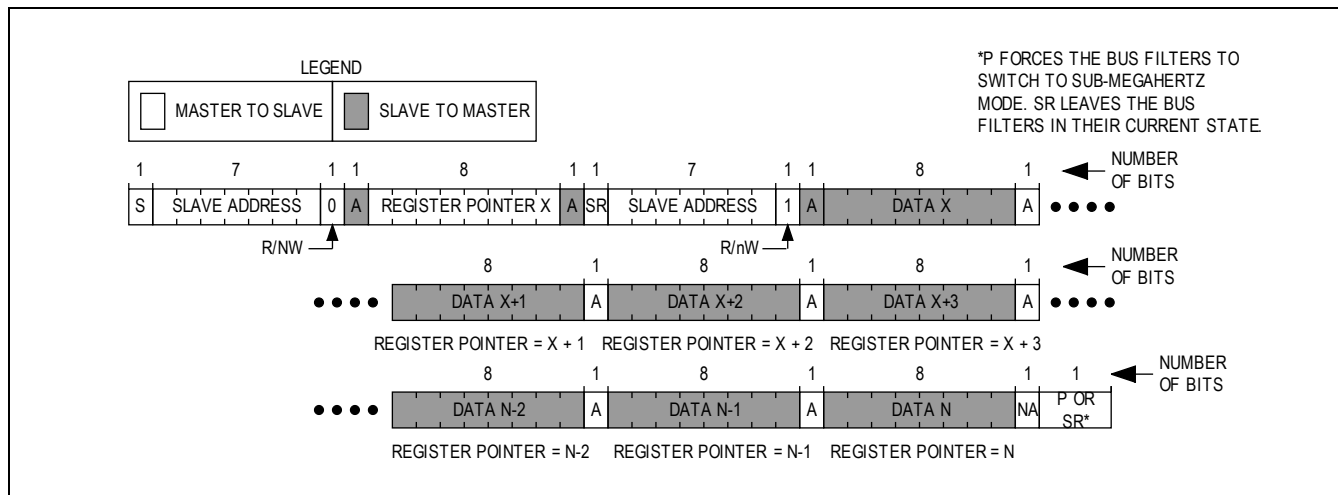 LEGEND
MASTER TO SLAVE SLAVE TO MASTER
*P FORCES THE BUS FILTERS TO
SWITCH TO SUB-MEGAHERTZ
MODE. SR LEAVES THE BUS
FILTERS IN THEIR CURRENT STATE.
1 7 1 1 8 1 1 7 1 1 8 1 NUMBER
OF BITS
S SLAVE ADDRESS 0 A REGISTER POINTER X A SR SLAVE ADDRESS 1 A DATA X A
R/NW R/nW
8 1 8 1 8 1 NUMBER
OF BITS
DATA X+1 A DATA X+2 A DATA X+3 A
REGISTER POINTER = X + 1 REGISTER POINTER = X + 2 REGISTER POINTER = X + 3
8 1 8 1 8 1 1 NUMBER
OF BITS
DATA N-2 A DATA N-1 A DATA N NA P OR
SR*
REGISTER POINTER = N-2 REGISTER POINTER = N-1 REGISTER POINTER = N